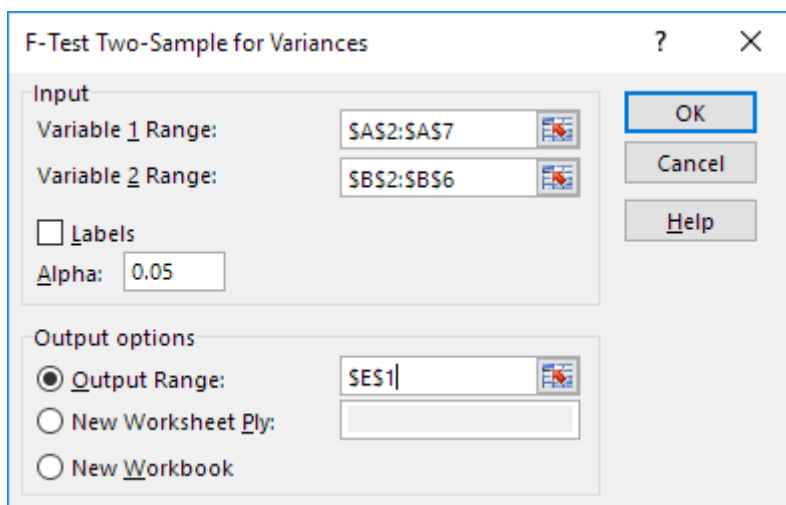 F-Test Two-Sample for Variances ? ×
Input
Variable 1 Range: $A$2:$A$7
Variable 2 Range: $B$2:$B$6
Labels
Alpha: 0.05
OK
Cancel
Help
Output options
Output Range: $E$1
New Worksheet Ply:
New Workbook